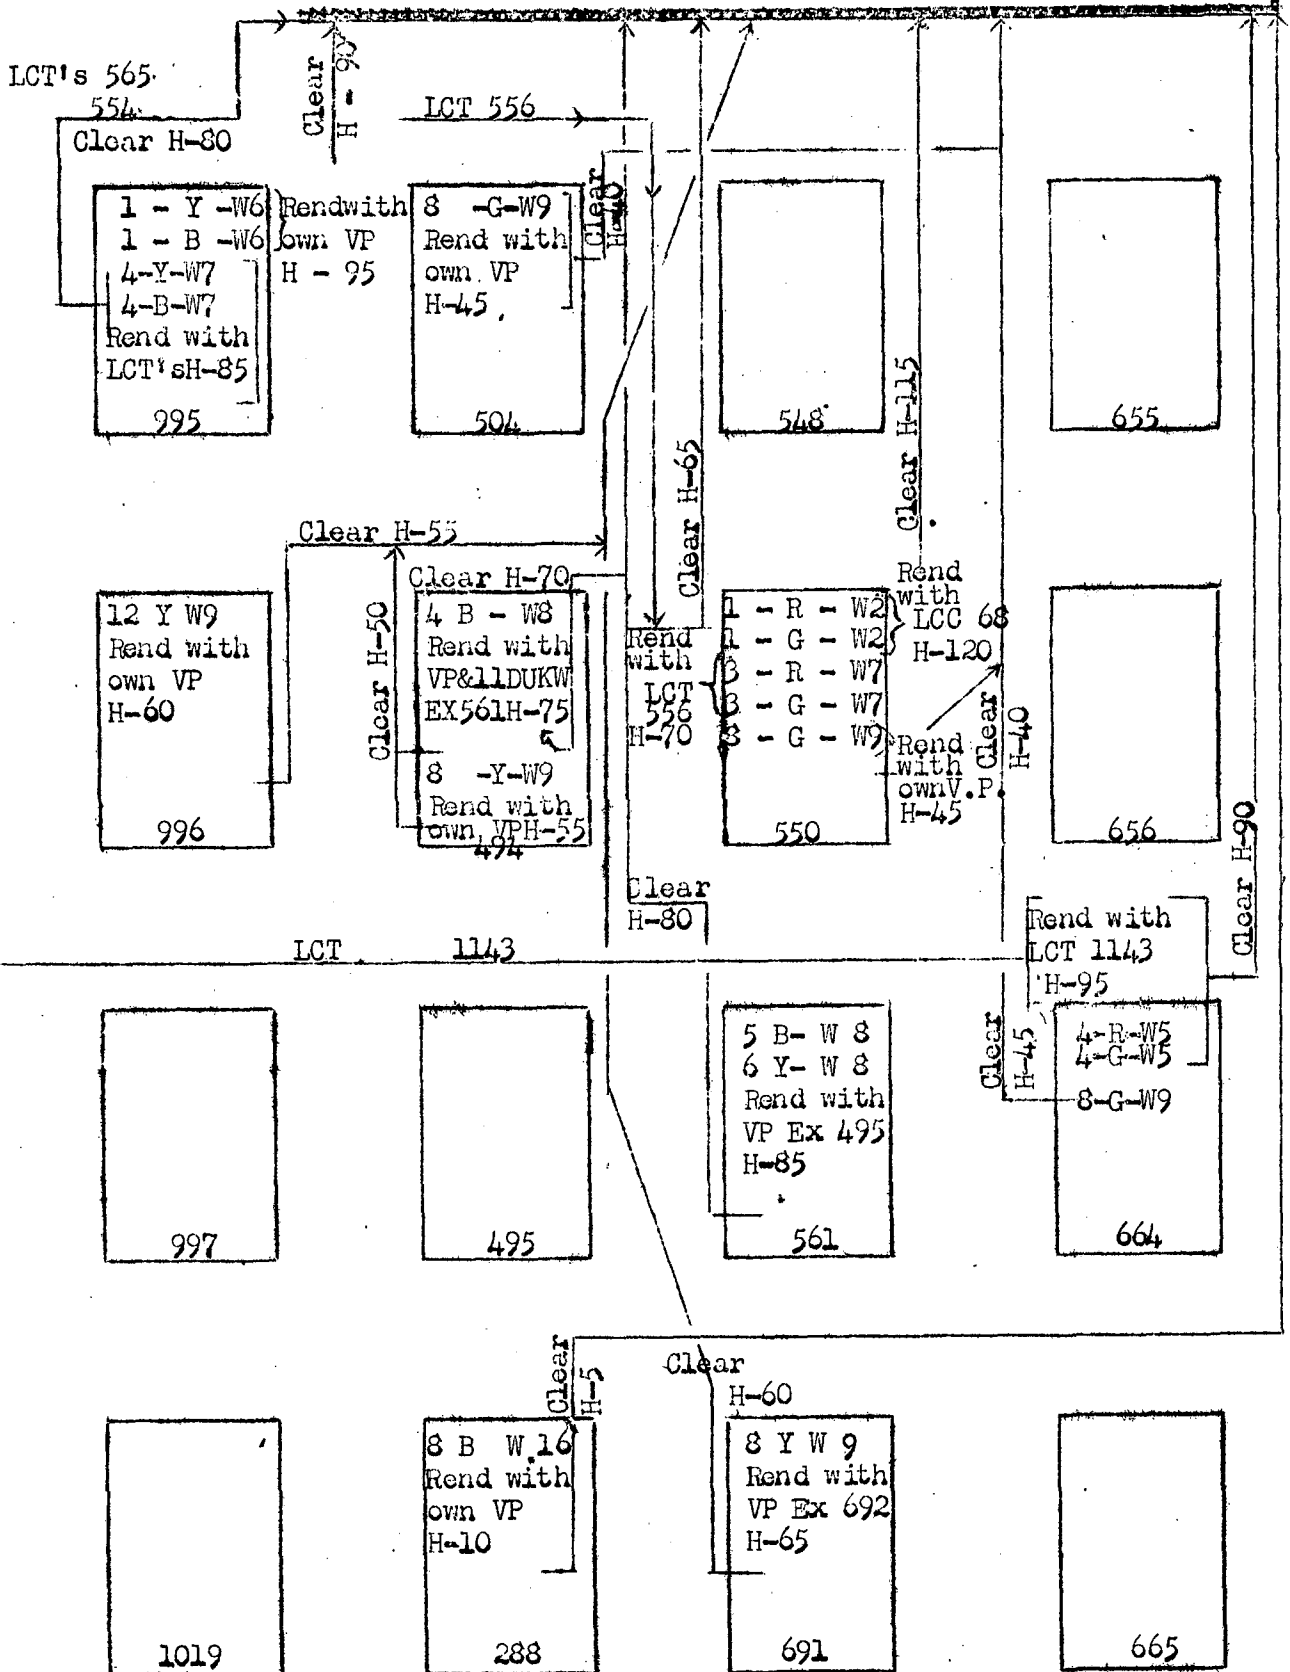 LCT's 565
554
Clear H-80
Clear
H - 90
LCT 556
1 - Y -W6
1 - B -W6
4-Y-W7
4-B-W7
Rend with
LCT's H-85
995
Rendwith
own VP
H - 95
8 -G-W9
Rend with
own VP
H-45
504
Clear
H-40
548
655
Clear H-65
Clear H-115
Clear H-55
12 Y W9
Rend with
own VP
H-60
996
Clear H-50
Clear H-70
4 B - W8
Rend with
VP&11DUKW
EX561H-75
8 -Y-W9
Rend with
own VPH-55
494
Rend
with
LCT
556
H-70
1 - R - W2
1 - G - W2
3 - R - W7
3 - G - W7
8 - G - W9
550
Rend
with
LCC 68
H-120
Rend
with
ownV.P.
H-45
Clear
H-40
656
Clear H-90
Clear
H-80
LCT 1143
Rend with
LCT 1143
H-95
997
495
5 B- W 8
6 Y- W 8
Rend with
VP Ex 495
H-85
561
Clear
H-45
4-R-W5
4-G-W5
8-G-W9
664
Clear
H-5
Clear
H-60
1019
8 B W 16
Rend with
own VP
H-10
288
8 Y W 9
Rend with
VP Ex 692
H-65
691
665